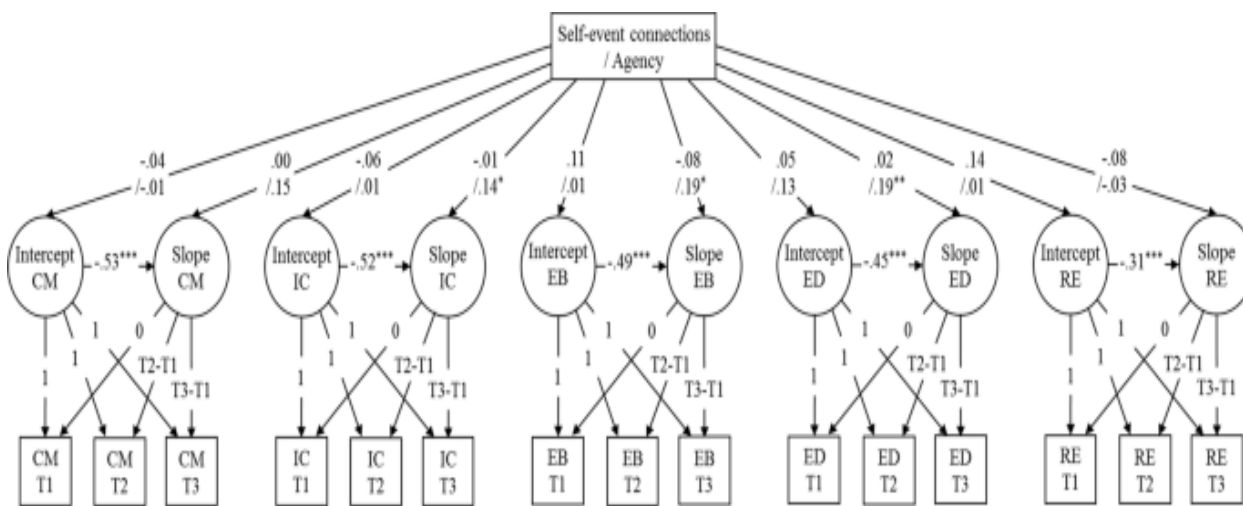 Self-event connections
/ Agency
-.04 .00 -.06 -.01 .11 -.08 .05 .02 .14 -.08
/-.01 /.15 /.01 /.14* /.01 /.19* /.13 /.19** /.01 /-.03
Intercept -.53*** Slope Intercept -.52*** Slope Intercept -.49*** Slope Intercept -.45*** Slope Intercept -.31*** Slope
CM CM IC IC EB EB ED ED RE RE
1 0 1 0 1 0 1 0 1 0
1 T2-T1 1 T2-T1 1 T2-T1 1 T2-T1 1 T2-T1
1 T3-T1 1 T3-T1 1 T3-T1 1 T3-T1 1 T3-T1
CM CM CM IC IC IC EB EB EB ED ED ED RE RE RE
T1 T2 T3 T1 T2 T3 T1 T2 T3 T1 T2 T3 T1 T2 T3